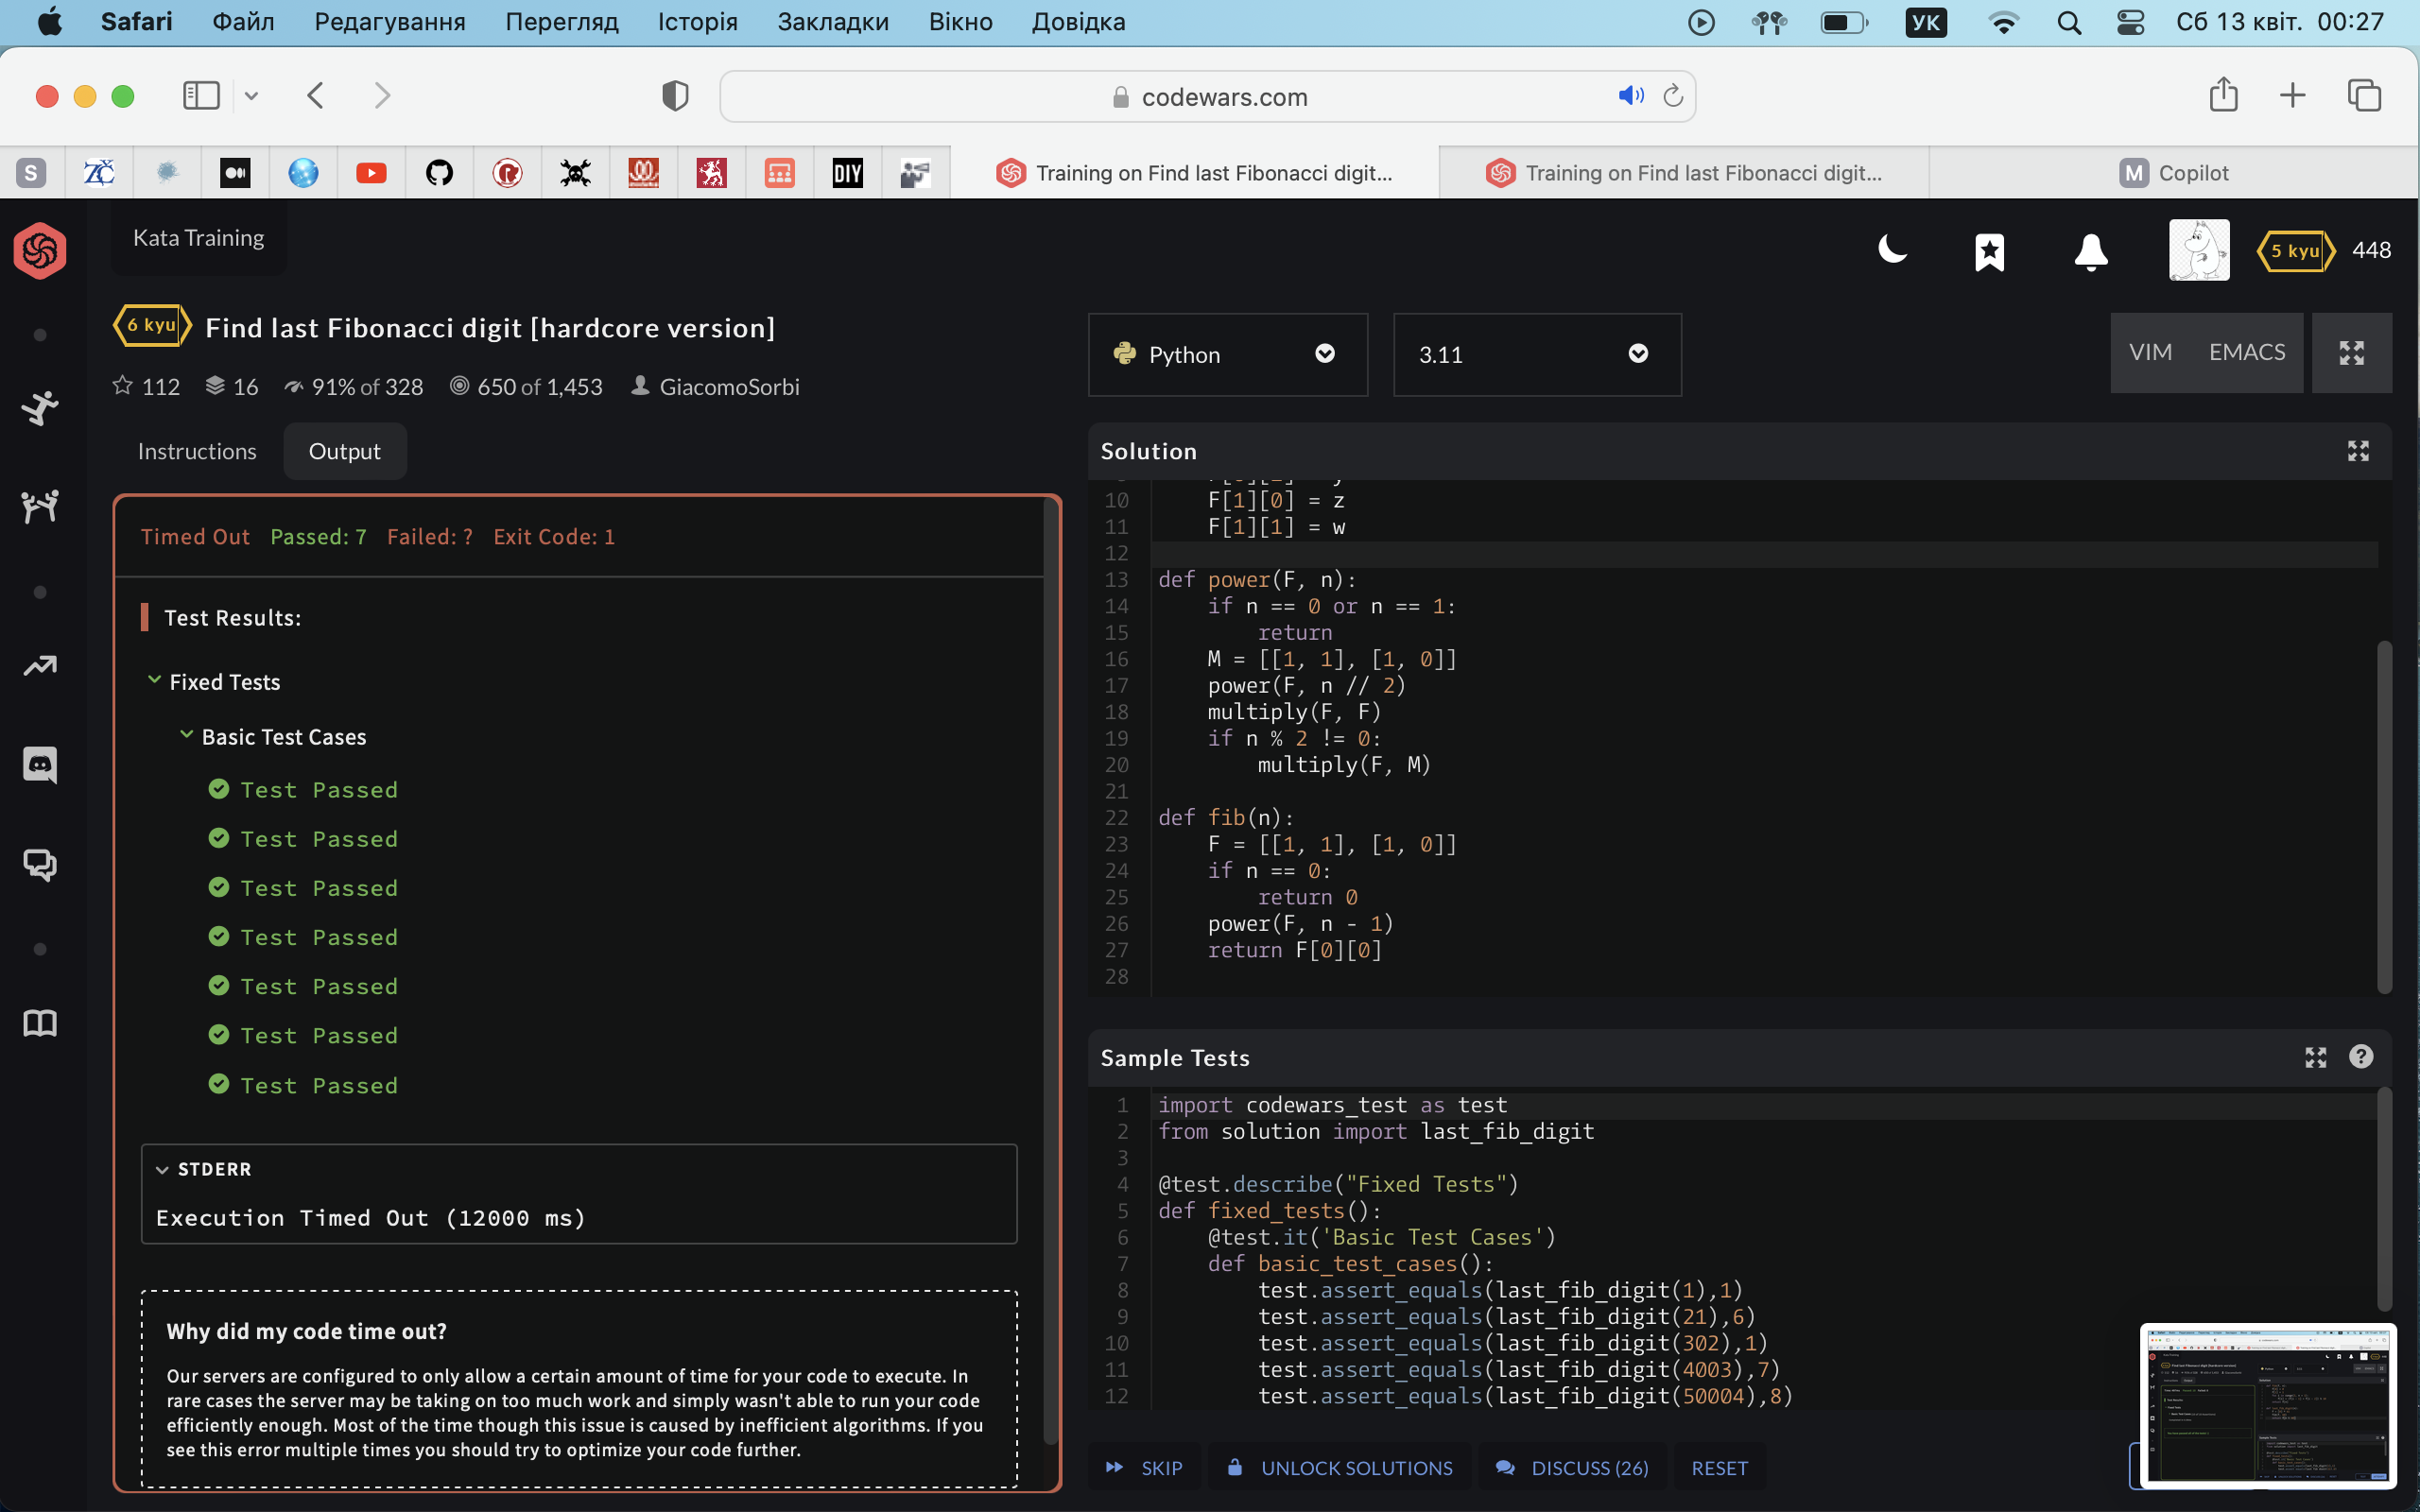 Safari Файл Редагування Перегляд Історія Закладки Вікно Довідка УК Сб 13 квіт. 00:27
codewars.com
S ZČ DIY Training on Find last Fibonacci digit... Training on Find last Fibonacci digit... M Copilot
Kata Training
5 kyu 448
6 kyu Find last Fibonacci digit [hardcore version]
112 16 91% of 328 650 of 1,453 GiacomoSorbi
Python 3.11 VIM EMACS
Instructions Output
Timed Out Passed: 7 Failed: ? Exit Code: 1
Test Results:
Fixed Tests
Basic Test Cases
Test Passed
Test Passed
Test Passed
Test Passed
Test Passed
Test Passed
Test Passed
STDERR
Execution Timed Out (12000 ms)
Why did my code time out?
Our servers are configured to only allow a certain amount of time for your code to execute. In
rare cases the server may be taking on too much work and simply wasn't able to run your code
efficiently enough. Most of the time though this issue is caused by inefficient algorithms. If you
see this error multiple times you should try to optimize your code further.
Solution
10 F[1][0] = z
11 F[1][1] = w
12
13 def power(F, n):
14 if n == 0 or n == 1:
15 return
16 M = [[1, 1], [1, 0]]
17 power(F, n // 2)
18 multiply(F, F)
19 if n % 2 != 0:
20 multiply(F, M)
21
22 def fib(n):
23 F = [[1, 1], [1, 0]]
24 if n == 0:
25 return 0
26 power(F, n - 1)
27 return F[0][0]
28
Sample Tests
1 import codewars_test as test
2 from solution import last_fib_digit
3
4 @test.describe("Fixed Tests")
5 def fixed_tests():
6 @test.it('Basic Test Cases')
7 def basic_test_cases():
8 test.assert_equals(last_fib_digit(1),1)
9 test.assert_equals(last_fib_digit(21),6)
10 test.assert_equals(last_fib_digit(302),1)
11 test.assert_equals(last_fib_digit(4003),7)
12 test.assert_equals(last_fib_digit(50004),8)
SKIP UNLOCK SOLUTIONS DISCUSS (26) RESET